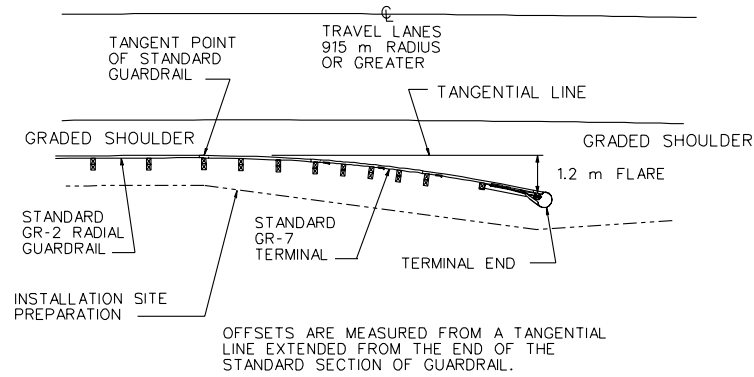 ℄
TRAVEL LANES
915 m RADIUS
OR GREATER
TANGENT POINT
OF STANDARD
GUARDRAIL
TANGENTIAL LINE
GRADED SHOULDER
GRADED SHOULDER
1.2 m FLARE
STANDARD
GR-2 RADIAL
GUARDRAIL
STANDARD
GR-7
TERMINAL
TERMINAL END
INSTALLATION SITE
PREPARATION
OFFSETS ARE MEASURED FROM A TANGENTIAL
LINE EXTENDED FROM THE END OF THE
STANDARD SECTION OF GUARDRAIL.